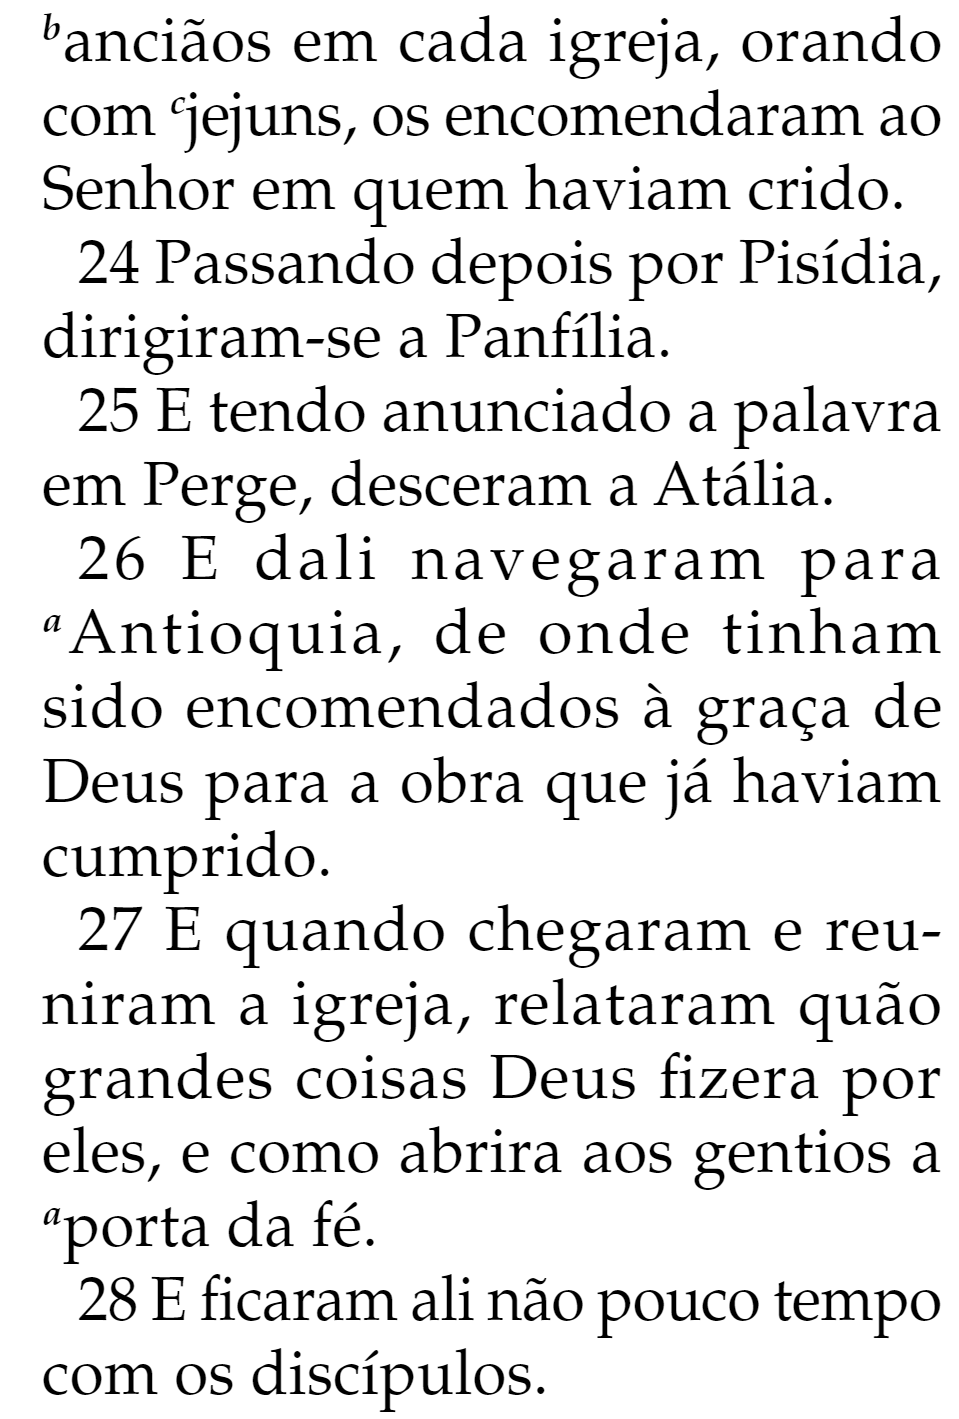 ᵇanciãos em cada igreja, orando
com ᶜjejuns, os encomendaram ao
Senhor em quem haviam crido.
24 Passando depois por Pisídia,
dirigiram-se a Panfília.
25 E tendo anunciado a palavra
em Perge, desceram a Atália.
26 E dali navegaram para
ᵃAntioquia, de onde tinham
sido encomendados à graça de
Deus para a obra que já haviam
cumprido.
27 E quando chegaram e reu-
niram a igreja, relataram quão
grandes coisas Deus fizera por
eles, e como abrira aos gentios a
ᵃporta da fé.
28 E ficaram ali não pouco tempo
com os discípulos.